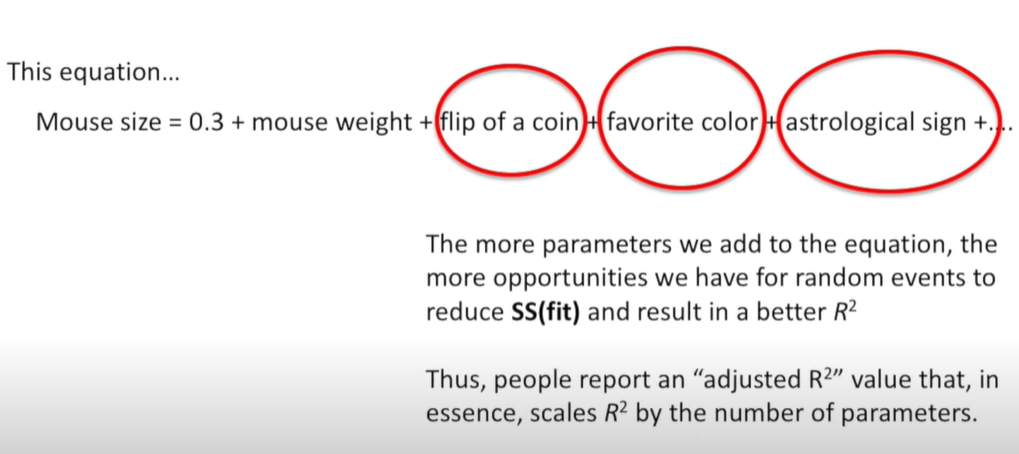 This equation...
Mouse size = 0.3 + mouse weight + flip of a coin + favorite color + astrological sign +....
The more parameters we add to the equation, the
more opportunities we have for random events to
reduce SS(fit) and result in a better R²
Thus, people report an “adjusted R²” value that, in
essence, scales R² by the number of parameters.